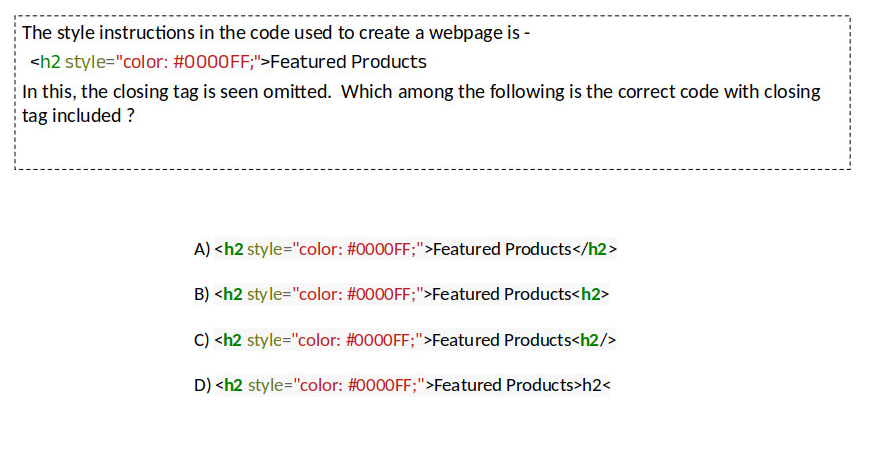 The style instructions in the code used to create a webpage is -
<h2 style="color: #0000FF;">Featured Products
In this, the closing tag is seen omitted. Which among the following is the correct code with closing
tag included ?
A) <h2 style="color: #0000FF;">Featured Products</h2>
B) <h2 style="color: #0000FF;">Featured Products<h2>
C) <h2 style="color: #0000FF;">Featured Products<h2/>
D) <h2 style="color: #0000FF;">Featured Products>h2<